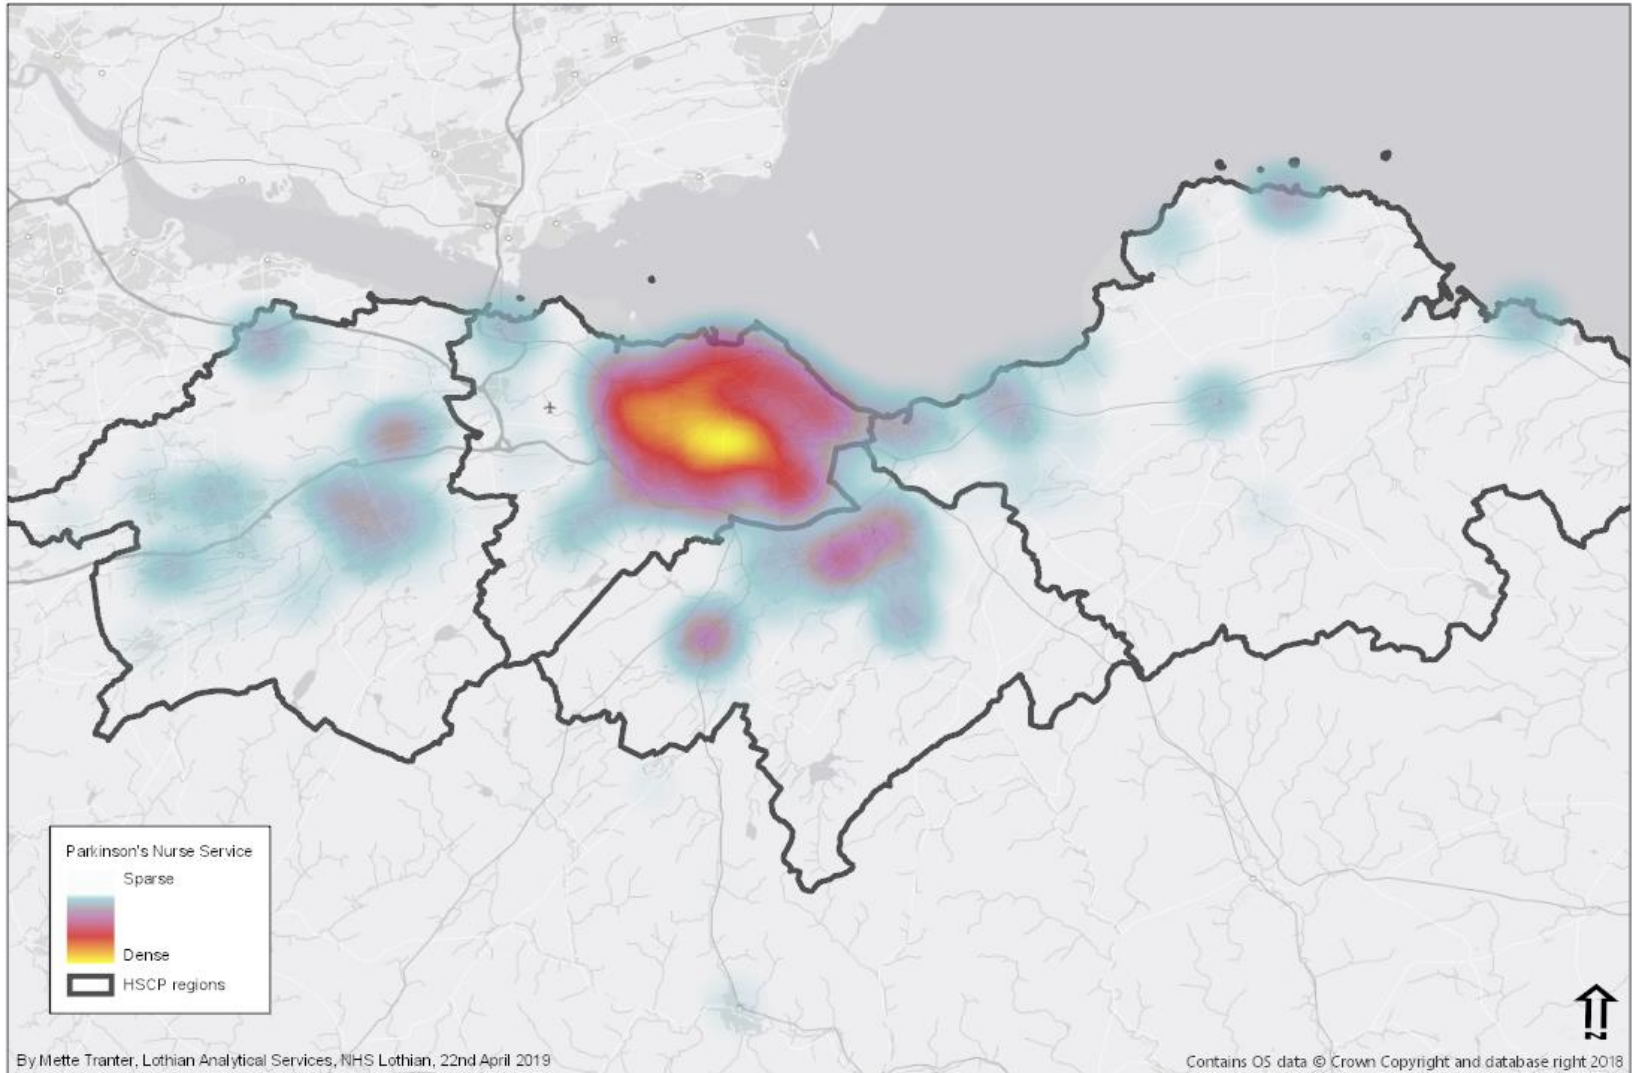 Parkinson's Nurse Service
Sparse
Dense
HSCP regions
N
By Mette Tranter, Lothian Analytical Services, NHS Lothian, 22nd April 2019
Contains OS data © Crown Copyright and database right 2018